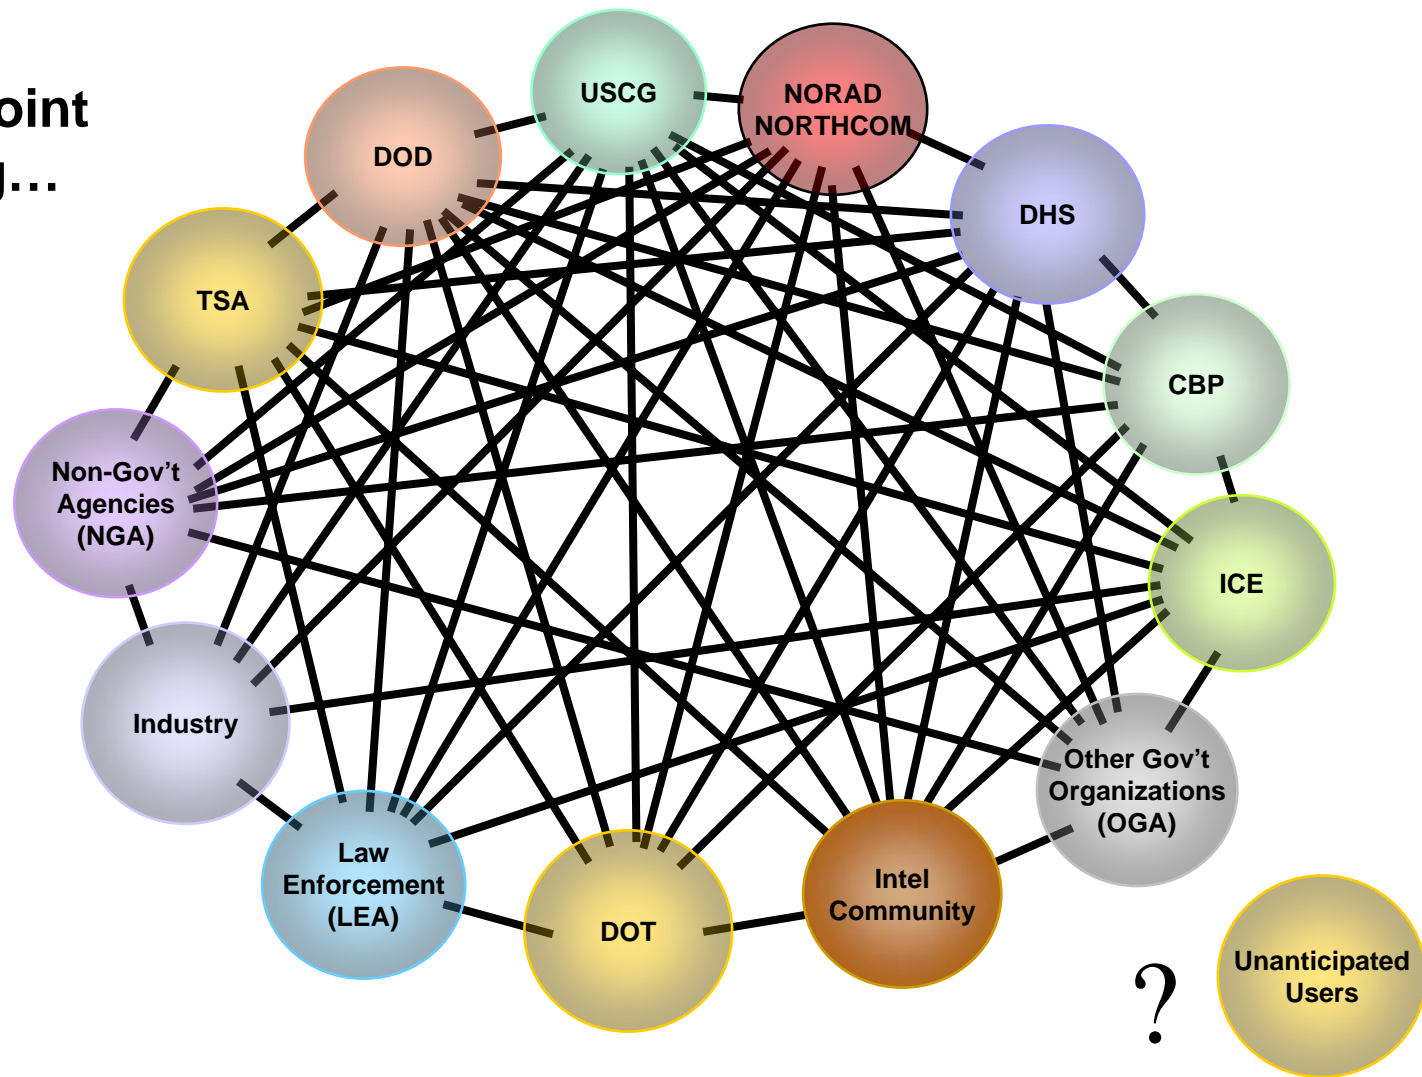 USCG
NORAD
NORTHCOM
DOD
DHS
TSA
CBP
Non-Gov’t
Agencies
(NGA)
ICE
Industry
Other Gov’t
Organizations
(OGA)
Law
Enforcement
(LEA)
Intel
Community
DOT
Unanticipated
Users
?